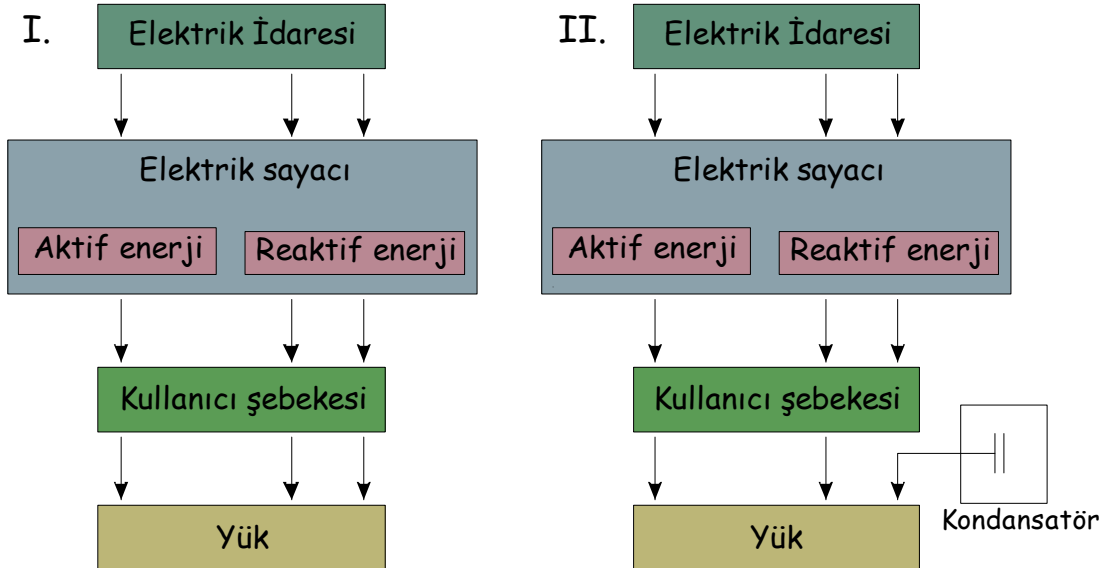 I.
Elektrik İdaresi
Elektrik sayacı
Aktif enerji
Reaktif enerji
Kullanıcı şebekesi
Yük
II.
Elektrik İdaresi
Elektrik sayacı
Aktif enerji
Reaktif enerji
Kullanıcı şebekesi
Kondansatör
Yük